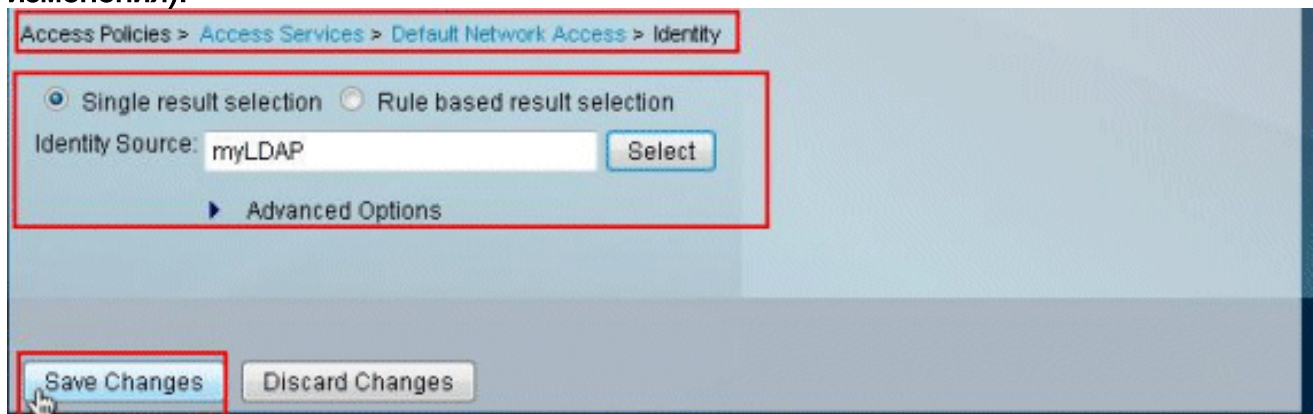 изменения).
Access Policies > Access Services > Default Network Access > Identity
Single result selection Rule based result selection
Identity Source: myLDAP Select
Advanced Options
Save Changes Discard Changes